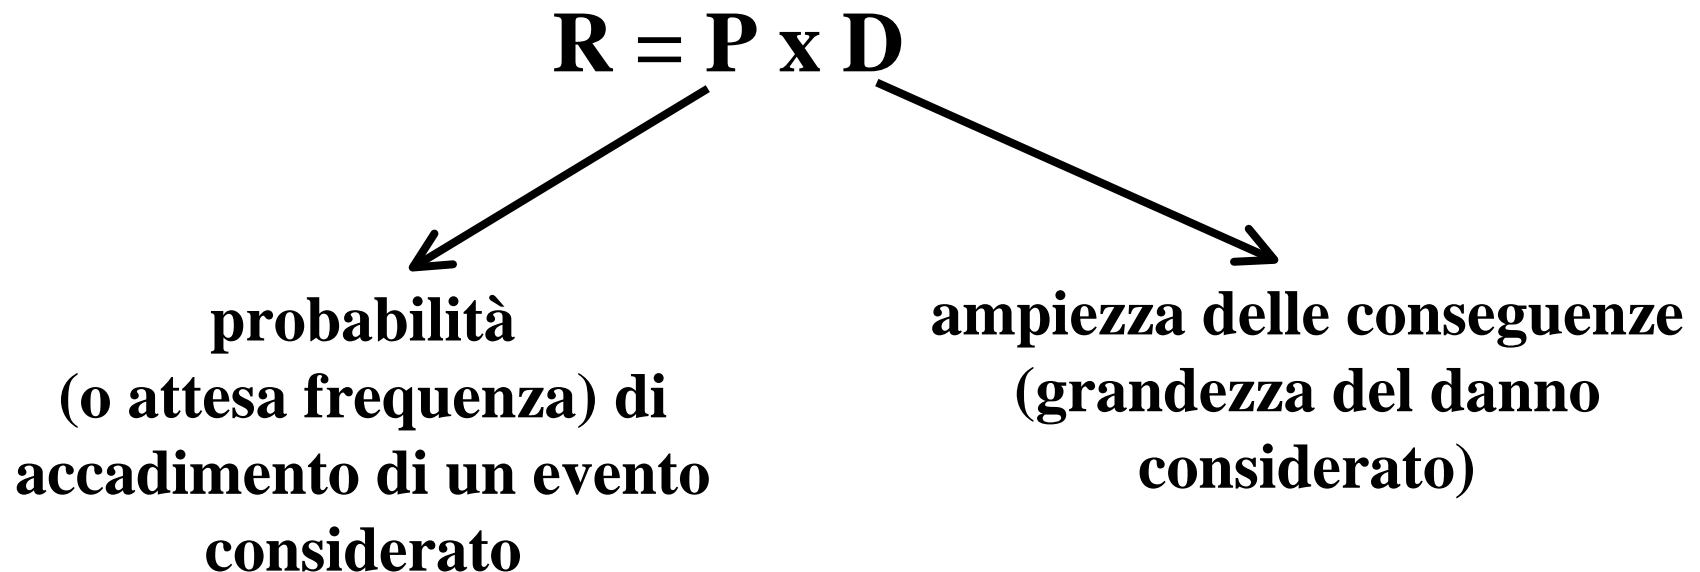 R = P x D
probabilità
(o attesa frequenza) di
accadimento di un evento
considerato
ampiezza delle conseguenze
(grandezza del danno
considerato)